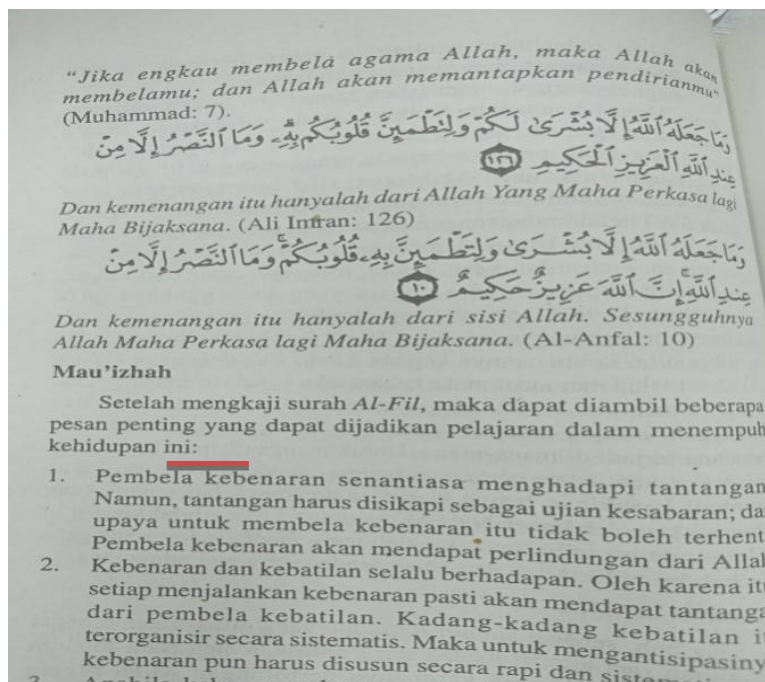 "Jika engkau membela agama Allah, maka Allah akan
membelamu; dan Allah akan memantapkan pendirianmu"
(Muhammad: 7).
وَمَا جَعَلَهُ ٱللَّهُ إِلَّا بُشْرَىٰ لَكُمْ وَلِتَطْمَئِنَّ قُلُوبُكُم بِهِۦ وَمَا ٱلنَّصْرُ إِلَّا مِنْ
عِندِ ٱللَّهِ ٱلْعَزِيزِ ٱلْحَكِيمِ ١٢٦
Dan kemenangan itu hanyalah dari Allah Yang Maha Perkasa lagi
Maha Bijaksana. (Ali Imran: 126)
وَمَا جَعَلَهُ ٱللَّهُ إِلَّا بُشْرَىٰ وَلِتَطْمَئِنَّ بِهِۦ قُلُوبُكُمْ وَمَا ٱلنَّصْرُ إِلَّا مِنْ
عِندِ ٱللَّهِ إِنَّ ٱللَّهَ عَزِيزٌ حَكِيمٌ ١٠
Dan kemenangan itu hanyalah dari sisi Allah. Sesungguhnya
Allah Maha Perkasa lagi Maha Bijaksana. (Al-Anfal: 10)
Mau'izhah
Setelah mengkaji surah Al-Fil, maka dapat diambil beberapa
pesan penting yang dapat dijadikan pelajaran dalam menempuh
kehidupan ini:
1. Pembela kebenaran senantiasa menghadapi tantangan
Namun, tantangan harus disikapi sebagai ujian kesabaran; da
upaya untuk membela kebenaran itu tidak boleh terhent
Pembela kebenaran akan mendapat perlindungan dari Allah
2. Kebenaran dan kebatilan selalu berhadapan. Oleh karena it
setiap menjalankan kebenaran pasti akan mendapat tantanga
dari pembela kebatilan. Kadang-kadang kebatilan i
terorganisir secara sistematis. Maka untuk mengantisipasiny
kebenaran pun harus disusun secara rapi dan